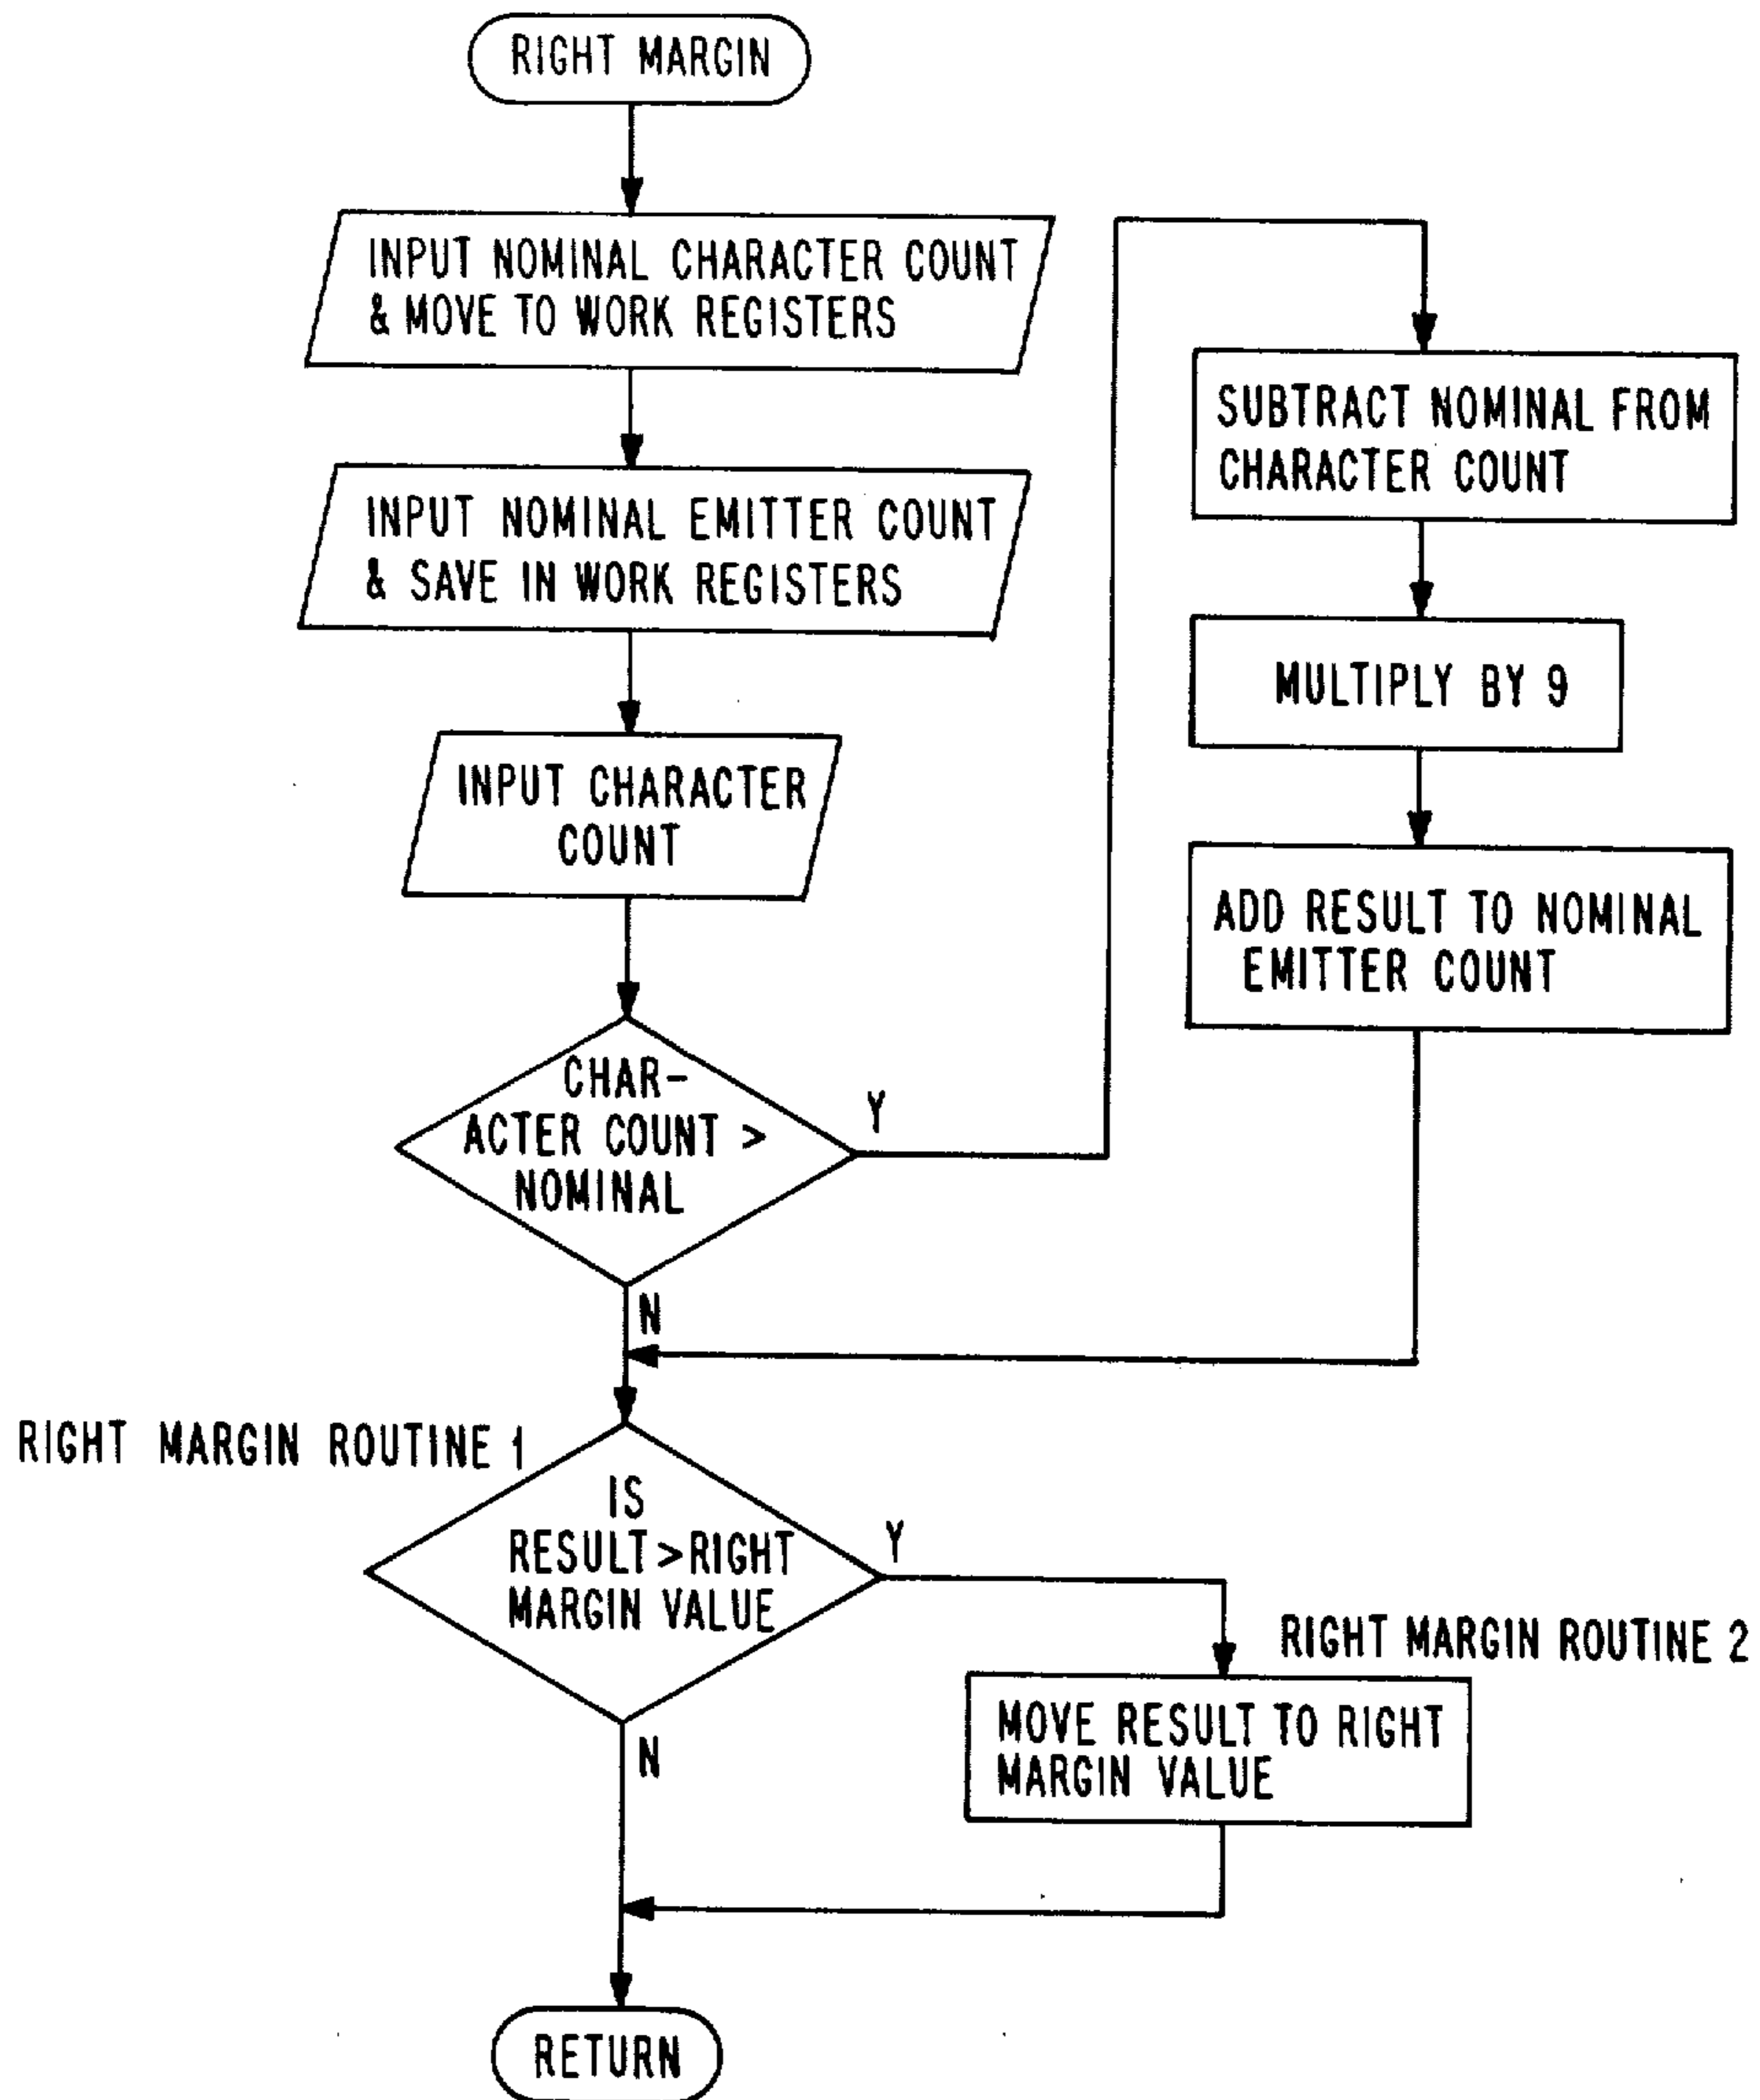 RIGHT MARGIN
INPUT NOMINAL CHARACTER COUNT
& MOVE TO WORK REGISTERS
INPUT NOMINAL EMITTER COUNT
& SAVE IN WORK REGISTERS
INPUT CHARACTER
COUNT
CHAR-
ACTER COUNT >
NOMINAL
Y
N
SUBTRACT NOMINAL FROM
CHARACTER COUNT
MULTIPLY BY 9
ADD RESULT TO NOMINAL
EMITTER COUNT
RIGHT MARGIN ROUTINE 1
IS
RESULT>RIGHT
MARGIN VALUE
Y
N
RIGHT MARGIN ROUTINE 2
MOVE RESULT TO RIGHT
MARGIN VALUE
RETURN